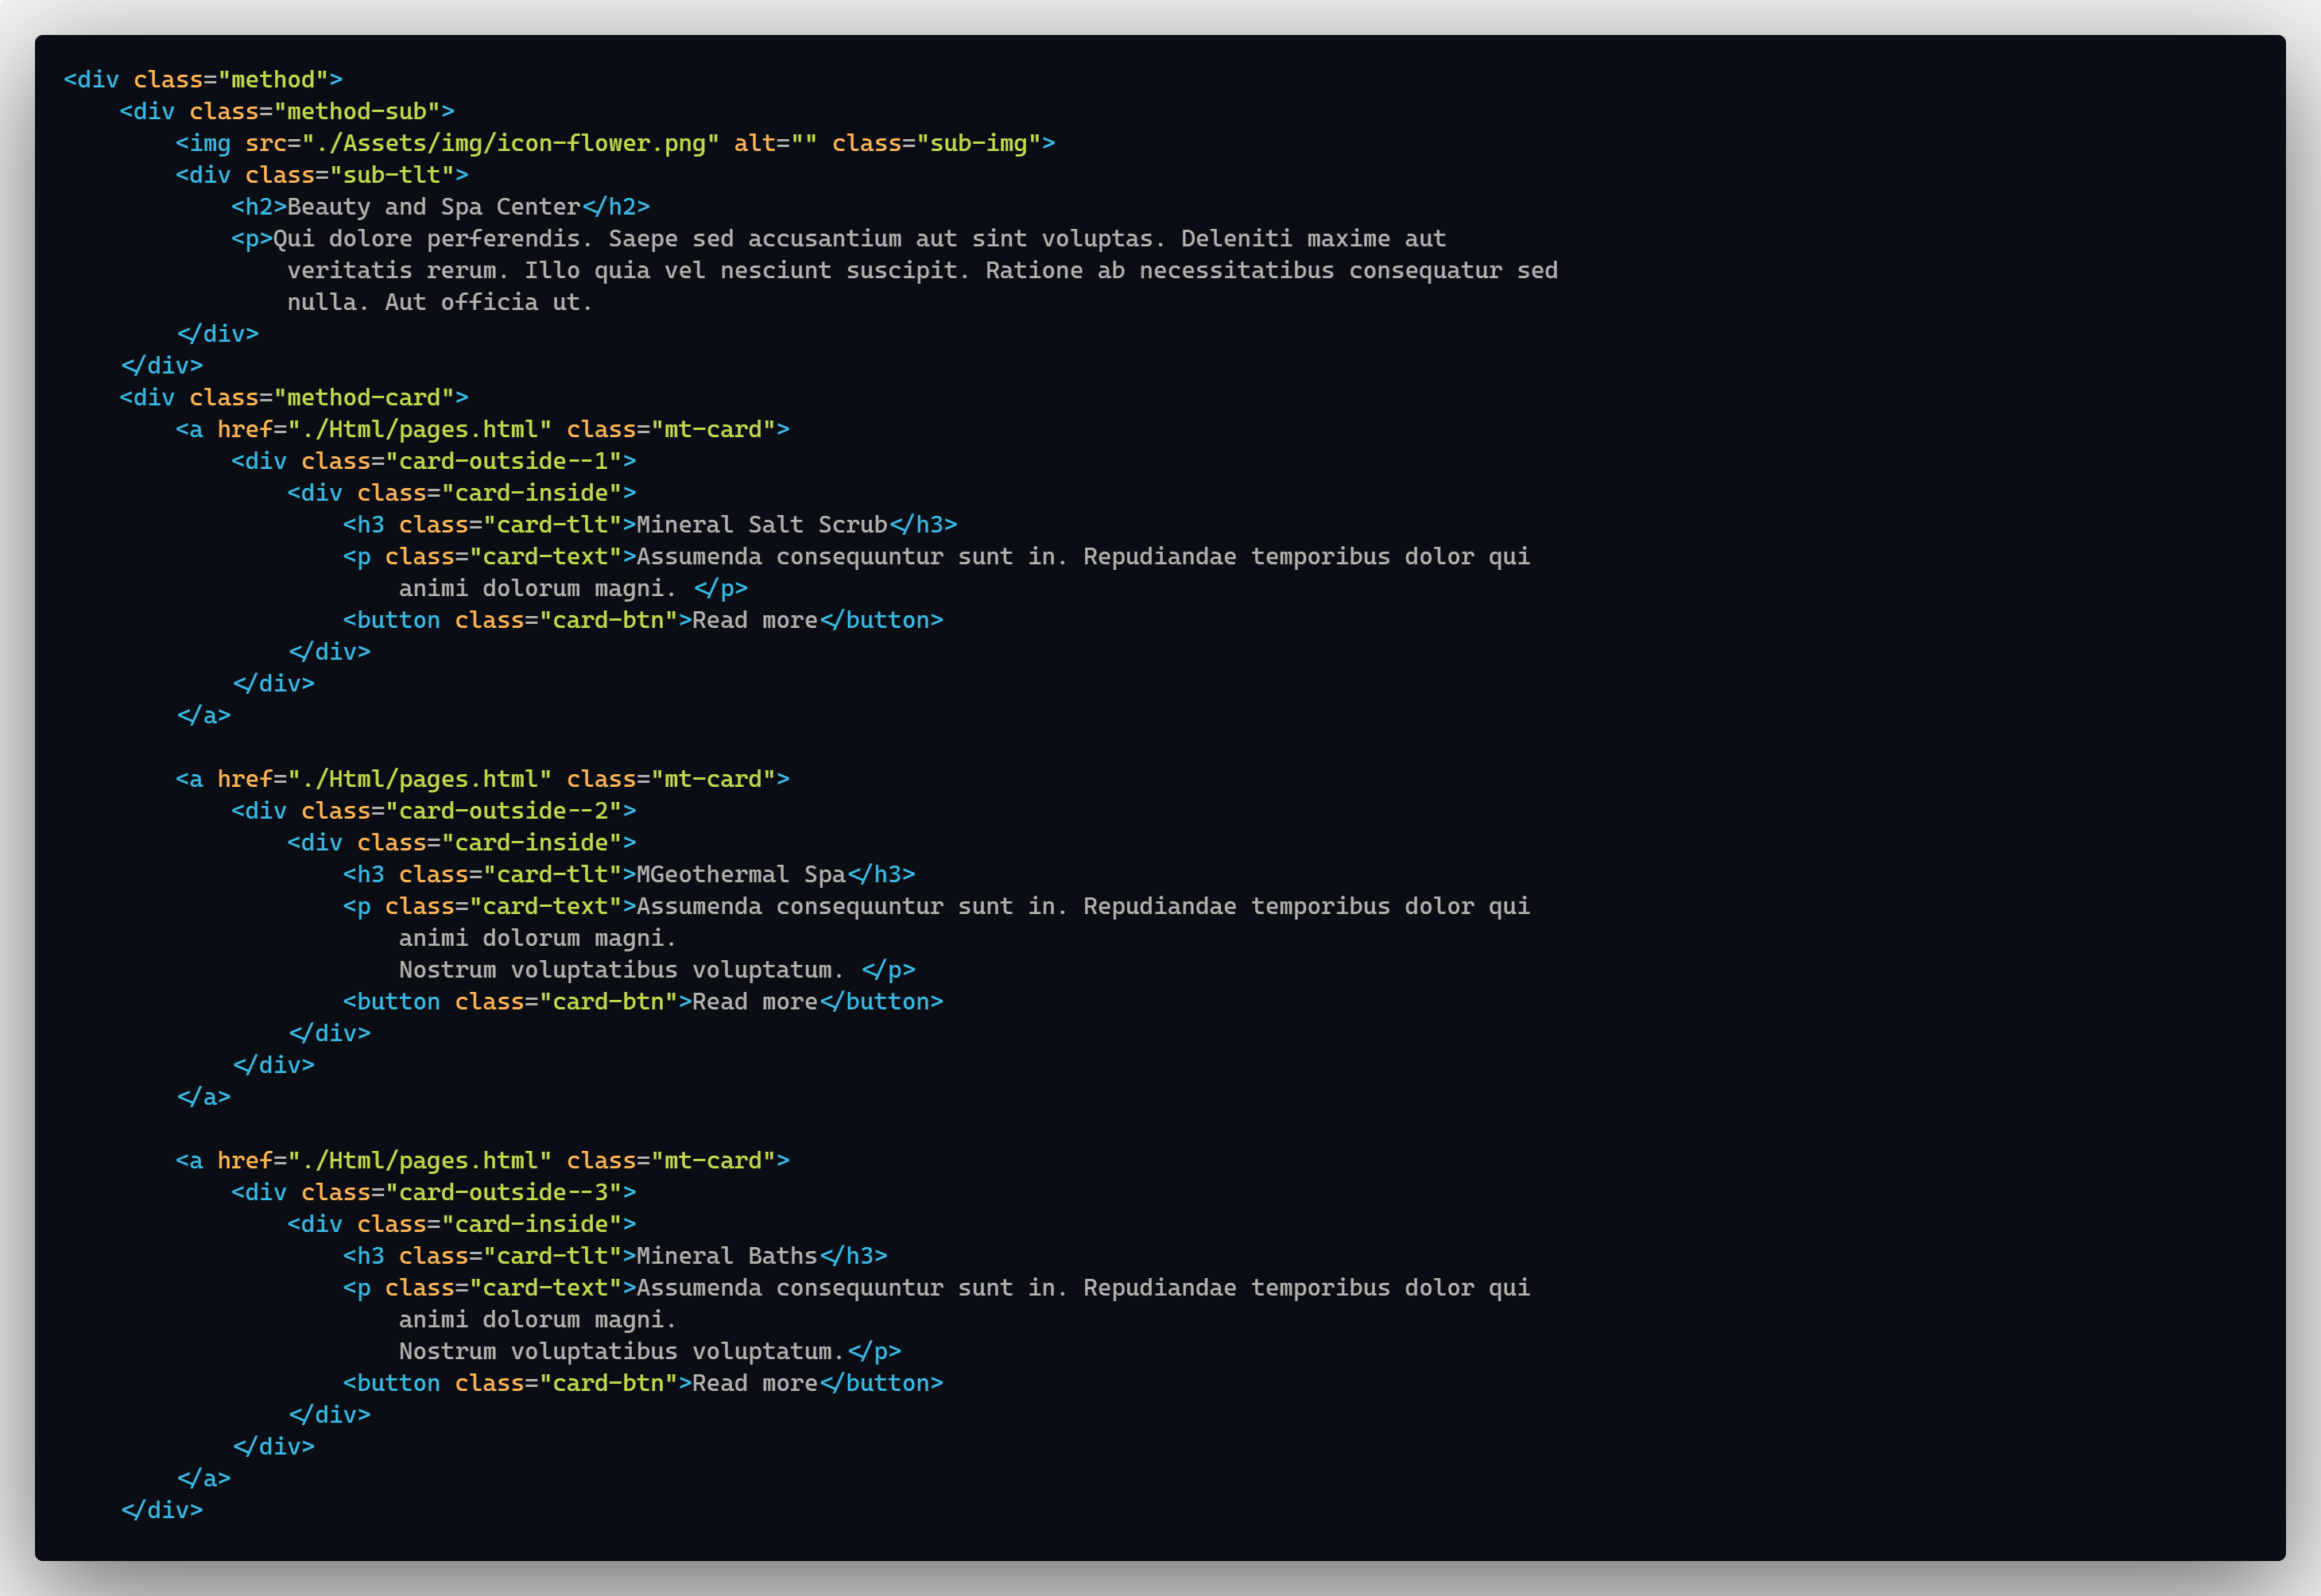 <div class="method">
    <div class="method-sub">
        <img src="./Assets/img/icon-flower.png" alt="" class="sub-img">
        <div class="sub-tlt">
            <h2>Beauty and Spa Center</h2>
            <p>Qui dolore perferendis. Saepe sed accusantium aut sint voluptas. Deleniti maxime aut
                veritatis rerum. Illo quia vel nesciunt suscipit. Ratione ab necessitatibus consequatur sed
                nulla. Aut officia ut.
        </div>
    </div>
    <div class="method-card">
        <a href="./Html/pages.html" class="mt-card">
            <div class="card-outside--1">
                <div class="card-inside">
                    <h3 class="card-tlt">Mineral Salt Scrub</h3>
                    <p class="card-text">Assumenda consequuntur sunt in. Repudiandae temporibus dolor qui
                        animi dolorum magni. </p>
                    <button class="card-btn">Read more</button>
                </div>
            </div>
        </a>

        <a href="./Html/pages.html" class="mt-card">
            <div class="card-outside--2">
                <div class="card-inside">
                    <h3 class="card-tlt">MGeothermal Spa</h3>
                    <p class="card-text">Assumenda consequuntur sunt in. Repudiandae temporibus dolor qui
                        animi dolorum magni.
                        Nostrum voluptatibus voluptatum. </p>
                    <button class="card-btn">Read more</button>
                </div>
            </div>
        </a>

        <a href="./Html/pages.html" class="mt-card">
            <div class="card-outside--3">
                <div class="card-inside">
                    <h3 class="card-tlt">Mineral Baths</h3>
                    <p class="card-text">Assumenda consequuntur sunt in. Repudiandae temporibus dolor qui
                        animi dolorum magni.
                        Nostrum voluptatibus voluptatum.</p>
                    <button class="card-btn">Read more</button>
                </div>
            </div>
        </a>
    </div>